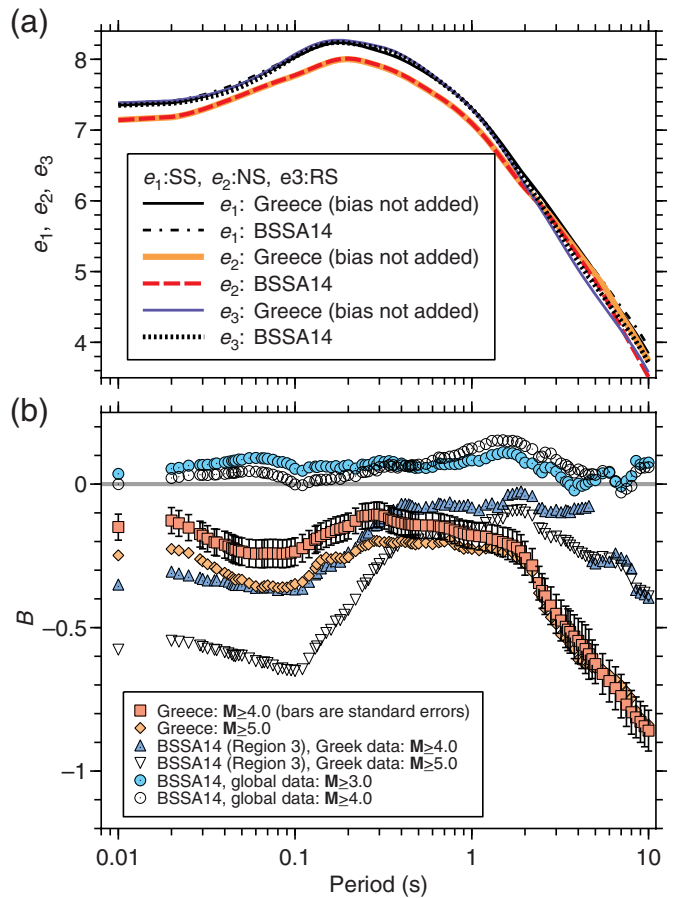 (a)
8
7
6
5
4
e1, e2, e3
e1:SS, e2:NS, e3:RS
e1: Greece (bias not added)
e1: BSSA14
e2: Greece (bias not added)
e2: BSSA14
e3: Greece (bias not added)
e3: BSSA14
(b)
0
−0.5
−1
B
Greece: M≥4.0 (bars are standard errors)
Greece: M≥5.0
BSSA14 (Region 3), Greek data: M≥4.0
BSSA14 (Region 3), Greek data: M≥5.0
BSSA14, global data: M≥3.0
BSSA14, global data: M≥4.0
0.01 0.1 1 10
Period (s)